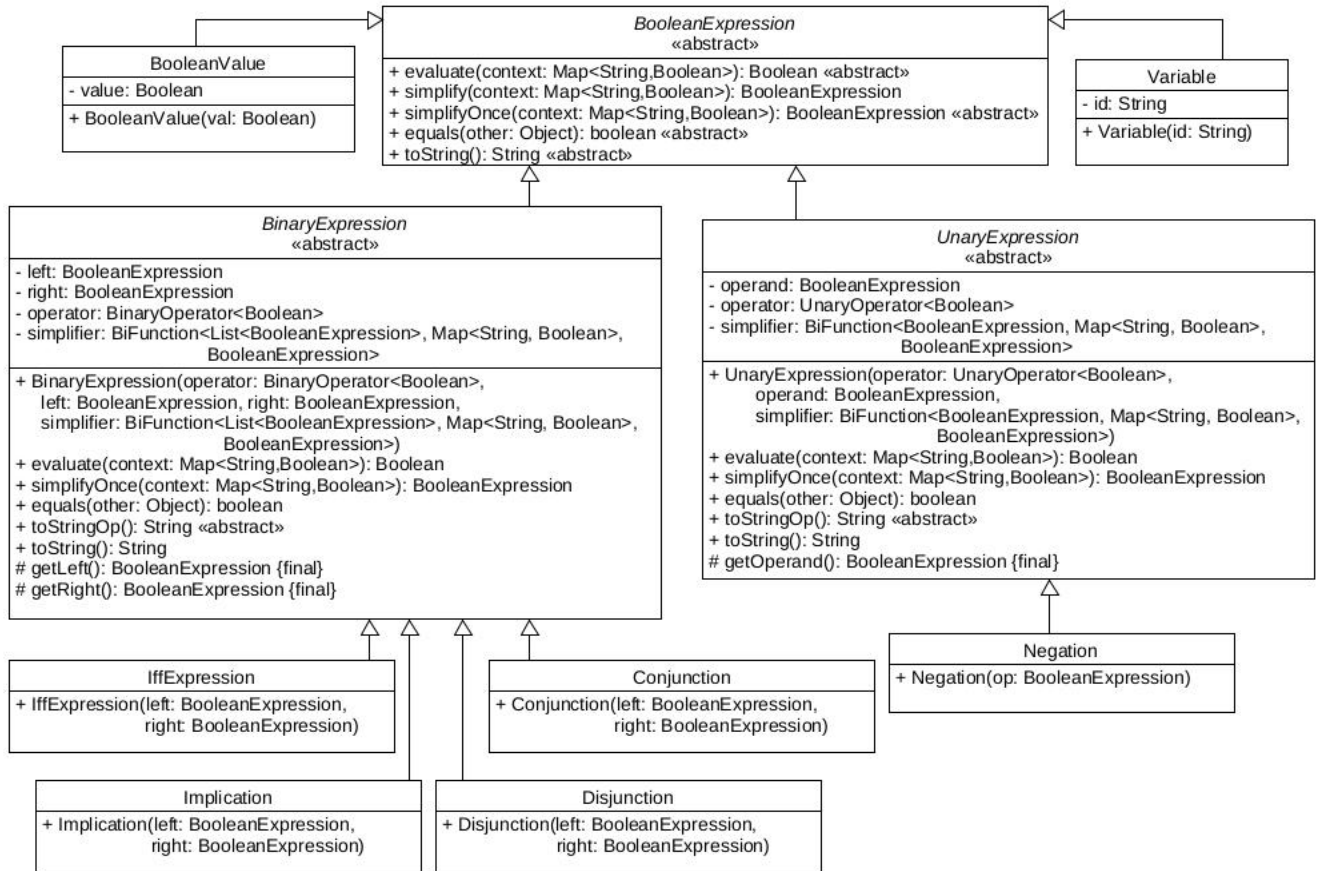 BooleanExpression
«abstract»
+ evaluate(context: Map<String,Boolean>): Boolean «abstract»
+ simplify(context: Map<String,Boolean>): BooleanExpression
+ simplifyOnce(context: Map<String,Boolean>): BooleanExpression «abstract»
+ equals(other: Object): boolean «abstract»
+ toString(): String «abstract»
BooleanValue
- value: Boolean
+ BooleanValue(val: Boolean)
Variable
- id: String
+ Variable(id: String)
BinaryExpression
«abstract»
- left: BooleanExpression
- right: BooleanExpression
- operator: BinaryOperator<Boolean>
- simplifier: BiFunction<List<BooleanExpression>, Map<String, Boolean>,
BooleanExpression>
+ BinaryExpression(operator: BinaryOperator<Boolean>,
left: BooleanExpression, right: BooleanExpression,
simplifier: BiFunction<List<BooleanExpression>, Map<String, Boolean>,
BooleanExpression>)
+ evaluate(context: Map<String,Boolean>): Boolean
+ simplifyOnce(context: Map<String,Boolean>): BooleanExpression
+ equals(other: Object): boolean
+ toStringOp(): String «abstract»
+ toString(): String
# getLeft(): BooleanExpression {final}
# getRight(): BooleanExpression {final}
UnaryExpression
«abstract»
- operand: BooleanExpression
- operator: UnaryOperator<Boolean>
- simplifier: BiFunction<BooleanExpression, Map<String, Boolean>,
BooleanExpression>
+ UnaryExpression(operator: UnaryOperator<Boolean>,
operand: BooleanExpression,
simplifier: BiFunction<BooleanExpression, Map<String, Boolean>,
BooleanExpression>)
+ evaluate(context: Map<String,Boolean>): Boolean
+ simplifyOnce(context: Map<String,Boolean>): BooleanExpression
+ equals(other: Object): boolean
+ toStringOp(): String «abstract»
+ toString(): String
# getOperand(): BooleanExpression {final}
IffExpression
+ IffExpression(left: BooleanExpression,
right: BooleanExpression)
Conjunction
+ Conjunction(left: BooleanExpression,
right: BooleanExpression)
Negation
+ Negation(op: BooleanExpression)
Implication
+ Implication(left: BooleanExpression,
right: BooleanExpression)
Disjunction
+ Disjunction(left: BooleanExpression,
right: BooleanExpression)